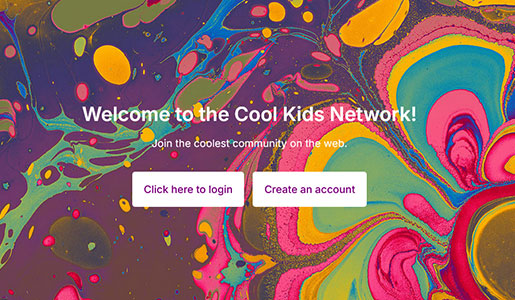 Welcome to the Cool Kids Network!
Join the coolest community on the web.
Click here to login
Create an account